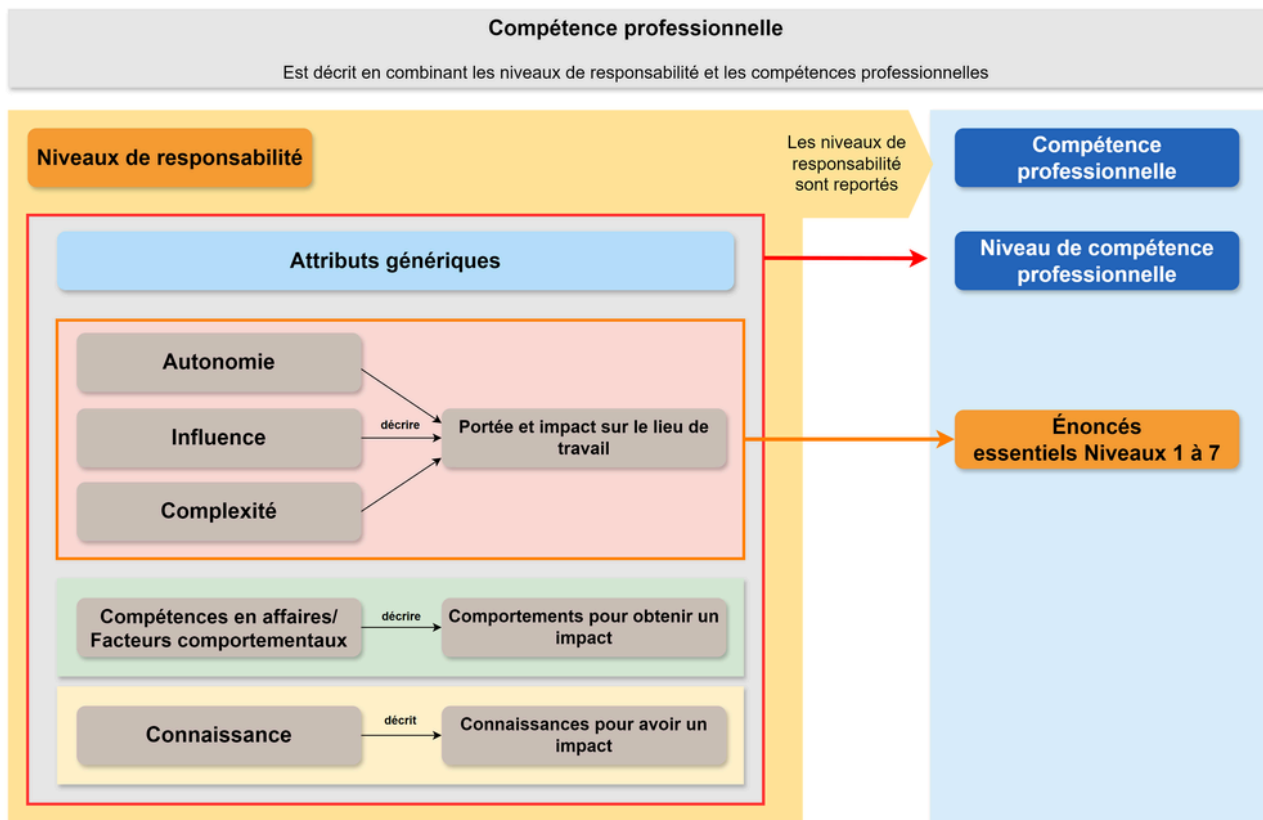 Compétence professionnelle
Est décrit en combinant les niveaux de responsabilité et les compétences professionnelles
Niveaux de responsabilité
Les niveaux de
responsabilité
sont reportés
Compétence
professionnelle
Attributs génériques
Niveau de compétence
professionnelle
Autonomie
Influence
décrire
Portée et impact sur le lieu de
travail
Complexité
Énoncés
essentiels Niveaux 1 à 7
Compétences en affaires/
Facteurs comportementaux
décrire
Comportements pour obtenir un
impact
Connaissance
décrit
Connaissances pour avoir un
impact